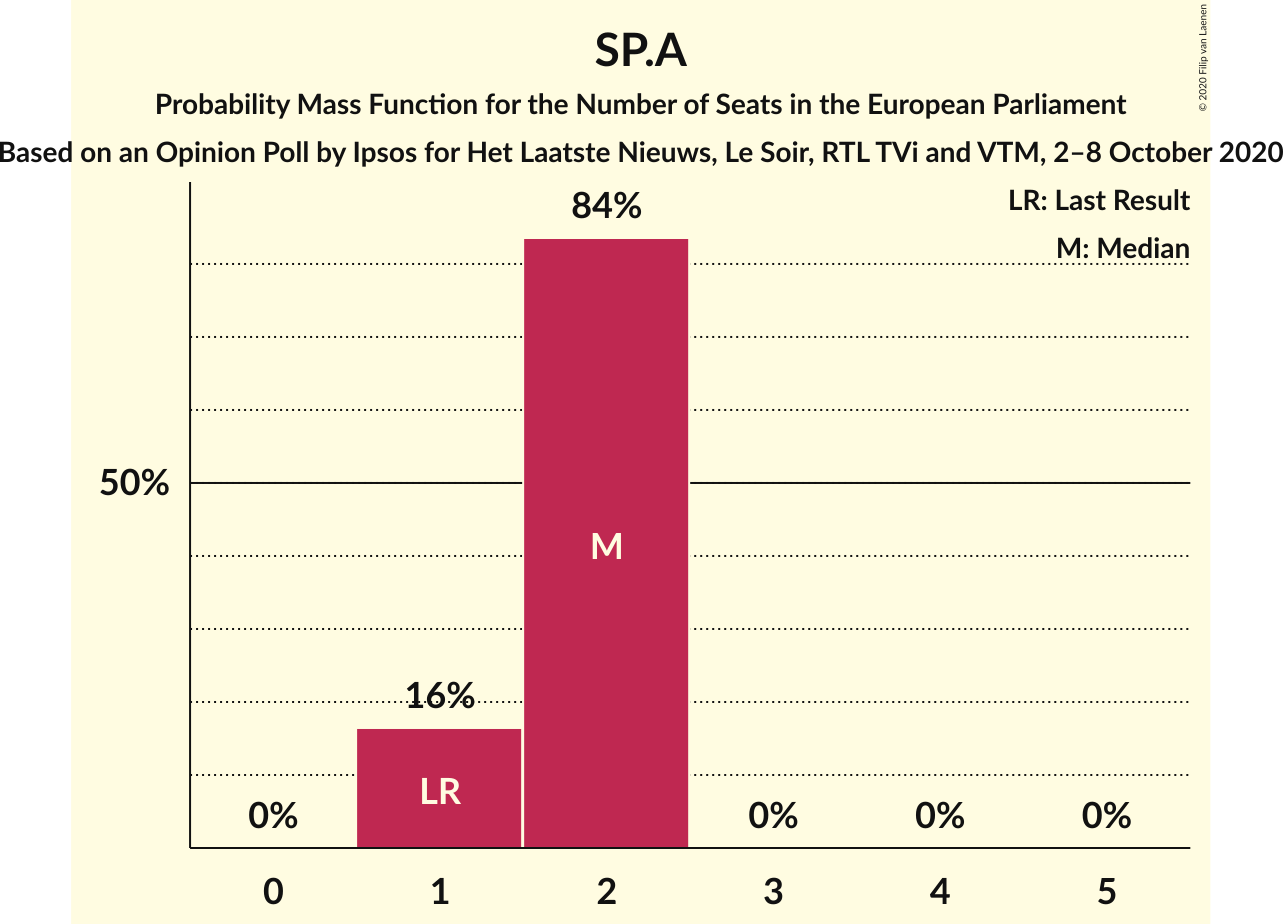 SP.A
Probability Mass Function for the Number of Seats in the European Parliament
Based on an Opinion Poll by Ipsos for Het Laatste Nieuws, Le Soir, RTL TVi and VTM, 2–8 October 2020
© 2020 Filip van Laenen
LR: Last Result
M: Median
84%
50%
M
16%
LR
0% 0% 0% 0%
0 1 2 3 4 5